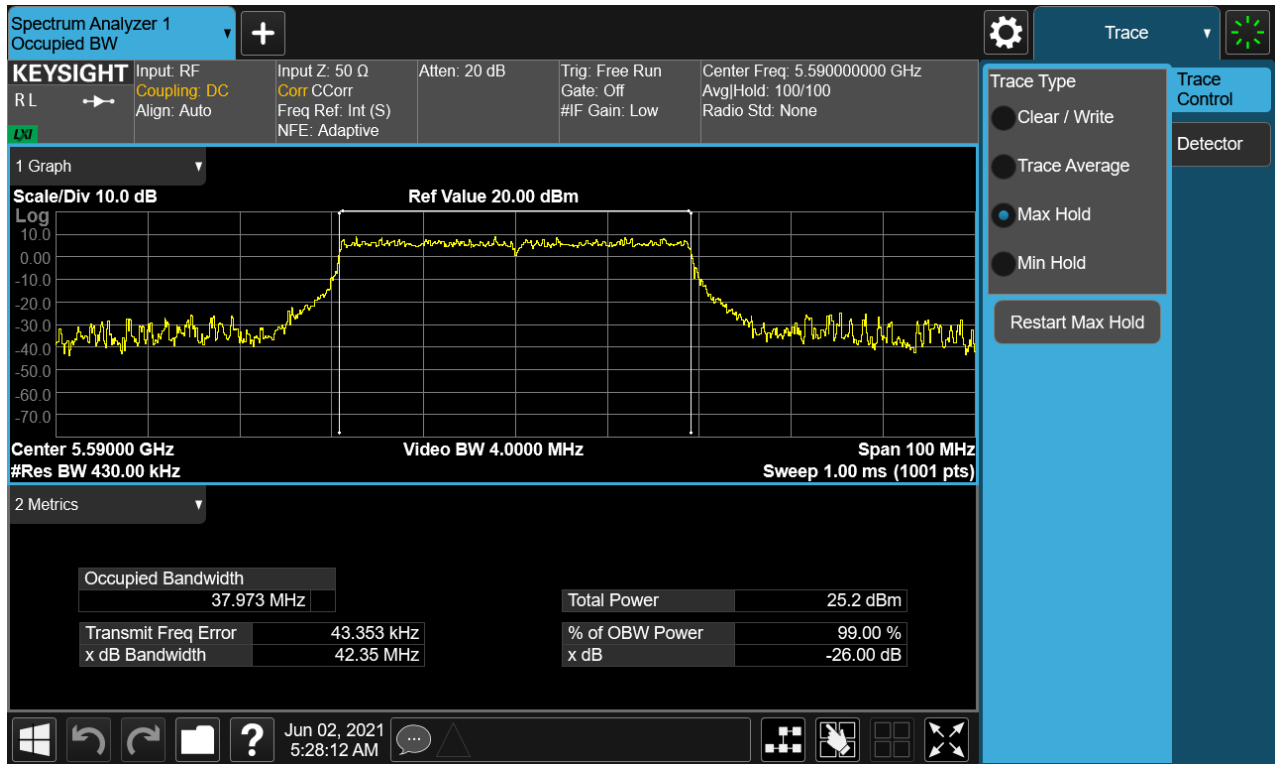 Spectrum Analyzer 1
Occupied BW
+
Trace
KEYSIGHT
R L
LXI
Input: RF
Coupling: DC
Align: Auto
Input Z: 50 Ω
Corr CCorr
Freq Ref: Int (S)
NFE: Adaptive
Atten: 20 dB
Trig: Free Run
Gate: Off
#IF Gain: Low
Center Freq: 5.590000000 GHz
Avg|Hold: 100/100
Radio Std: None
Trace Type
Clear / Write
Trace Average
Max Hold
Min Hold
Restart Max Hold
Trace Control
Detector
1 Graph
Scale/Div 10.0 dB
Ref Value 20.00 dBm
Log
10.0
0.00
-10.0
-20.0
-30.0
-40.0
-50.0
-60.0
-70.0
Center 5.59000 GHz
Video BW 4.0000 MHz
Span 100 MHz
#Res BW 430.00 kHz
Sweep 1.00 ms (1001 pts)
2 Metrics
Occupied Bandwidth
37.973 MHz
Total Power 25.2 dBm
Transmit Freq Error 43.353 kHz
% of OBW Power 99.00 %
x dB Bandwidth 42.35 MHz
x dB -26.00 dB
?
Jun 02, 2021
5:28:12 AM